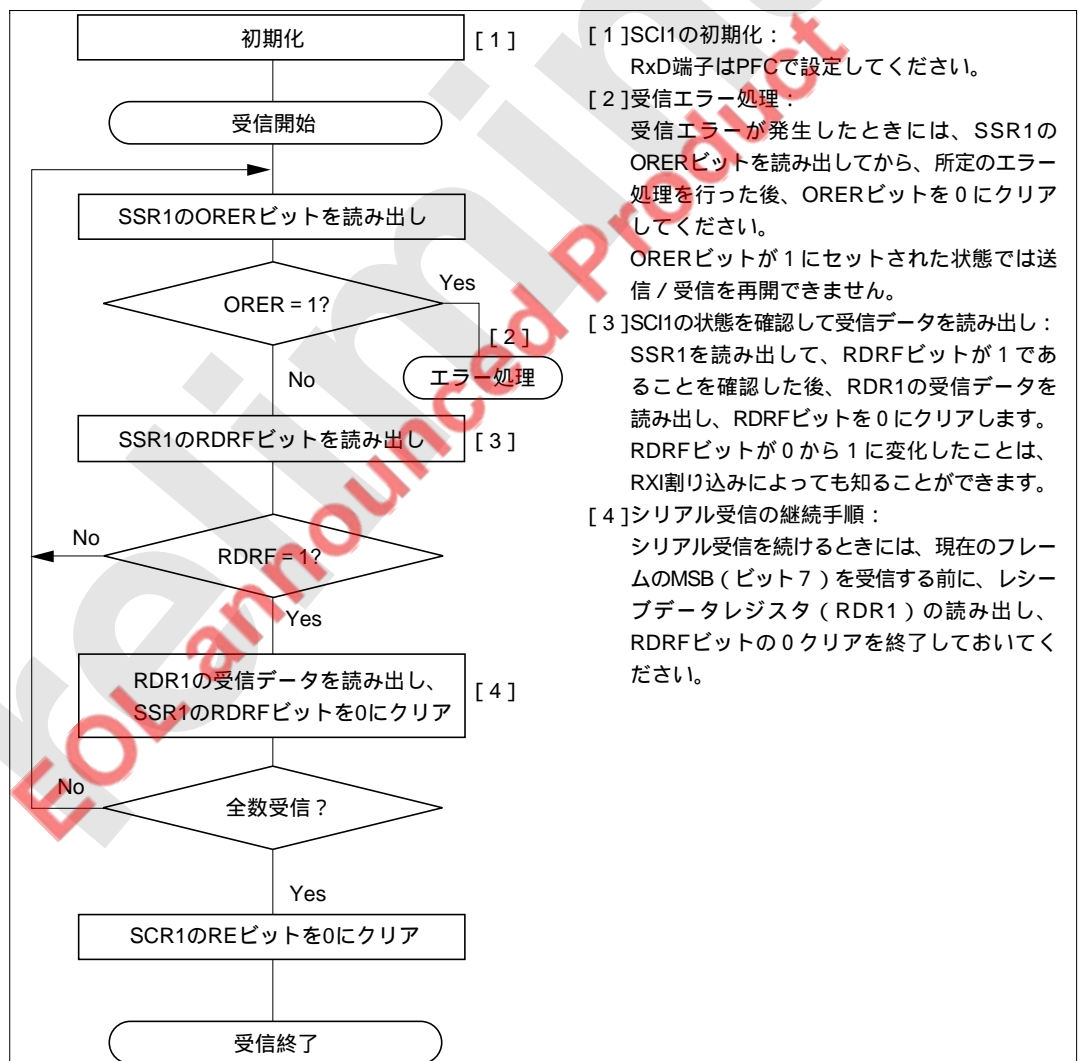 初期化
[ 1 ]
受信開始
SSR1のORERビットを読み出し
ORER = 1?
Yes
[ 2 ]
No
エラー処理
SSR1のRDRFビットを読み出し
[ 3 ]
No
RDRF = 1?
Yes
RDR1の受信データを読み出し、
SSR1のRDRFビットを0にクリア
[ 4 ]
No
全数受信？
Yes
SCR1のREビットを0にクリア
受信終了
[ 1 ]SCI1の初期化：
RxD端子はPFCで設定してください。
[ 2 ]受信エラー処理：
受信エラーが発生したときには、SSR1の
ORERビットを読み出してから、所定のエラー
処理を行った後、ORERビットを０にクリア
してください。
ORERビットが１にセットされた状態では送
信／受信を再開できません。
[ 3 ]SCI1の状態を確認して受信データを読み出し：
SSR1を読み出して、RDRFビットが１であ
ることを確認した後、RDR1の受信データを
読み出し、RDRFビットを０にクリアします。
RDRFビットが０から１に変化したことは、
RXI割り込みによっても知ることができます。
[ 4 ]シリアル受信の継続手順：
シリアル受信を続けるときには、現在のフレー
ムのMSB（ビット７）を受信する前に、レシー
ブデータレジスタ（RDR1）の読み出し、
RDRFビットの０クリアを終了しておいてく
ださい。
EOL announced Product
relimin